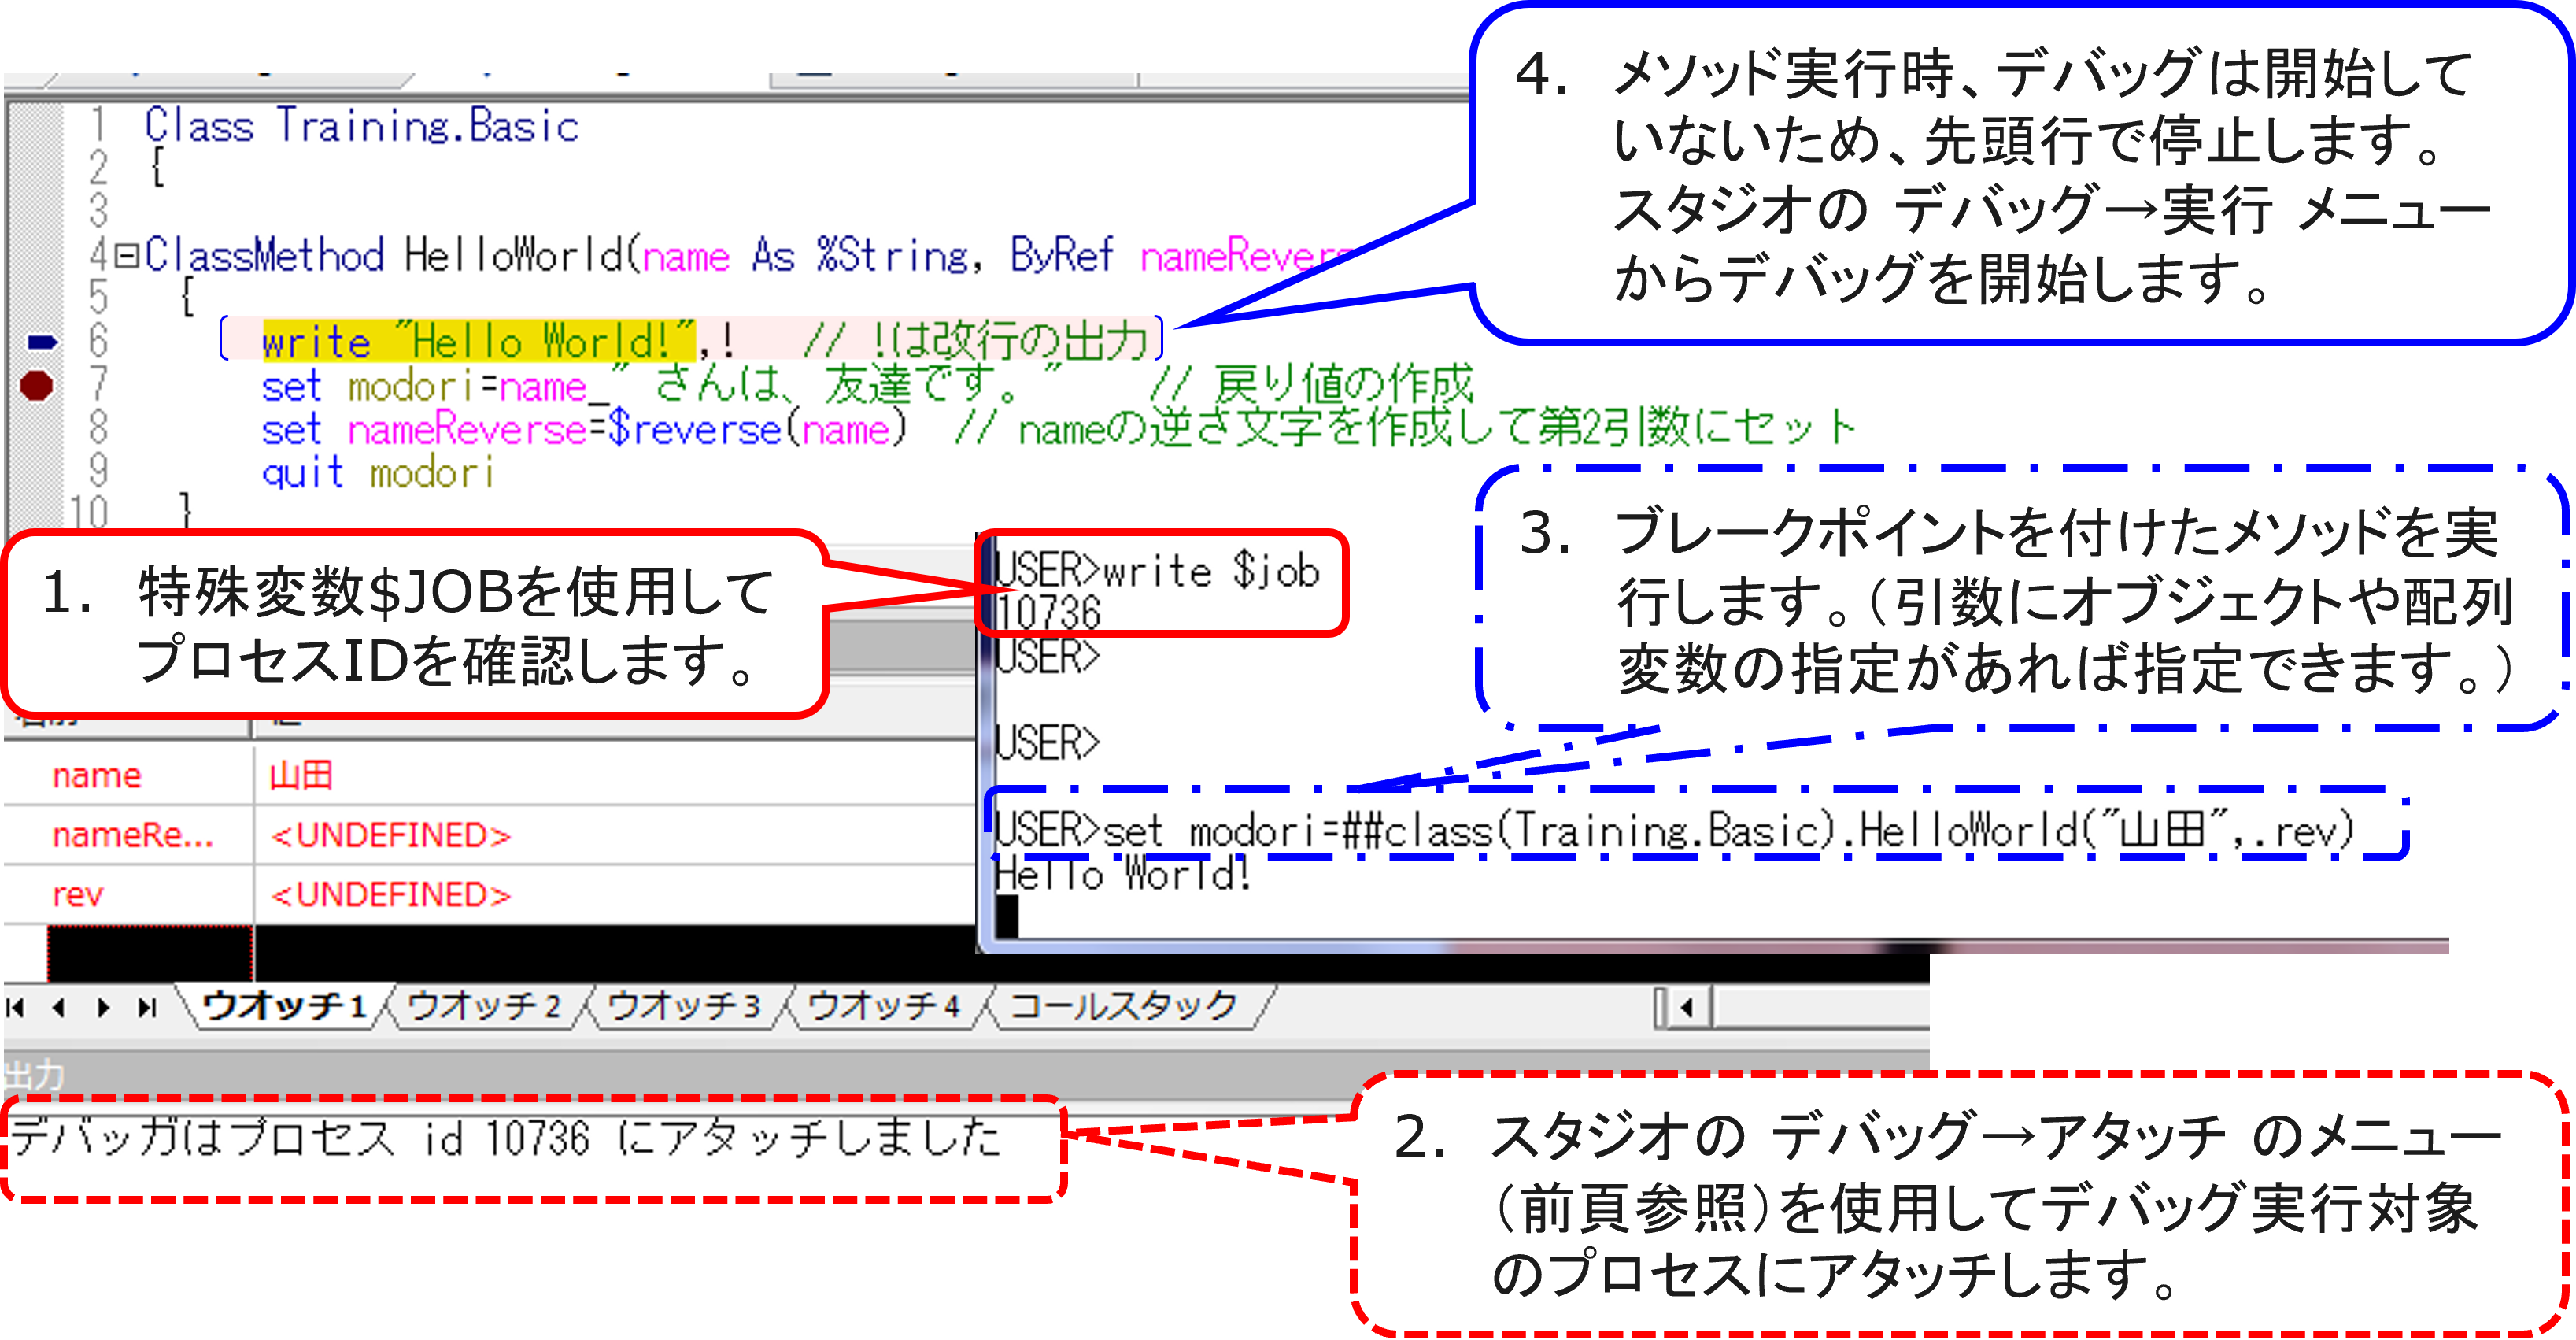 4. メソッド実行時、デバッグは開始して
いないため、先頭行で停止します。
スタジオの デバッグ→実行 メニュー
からデバッグを開始します。
1 Class Training.Basic
2 {
3
4 ClassMethod HelloWorld(name As %String, ByRef nameRevers
5 {
6 write "Hello World!",! // !は改行の出力
7 set modori=name_" さんは、友達です。" // 戻り値の作成
8 set nameReverse=$reverse(name) // nameの逆さ文字を作成して第2引数にセット
9 quit modori
10 }
1. 特殊変数$JOBを使用して
プロセスIDを確認します。
USER>write $job
10736
USER>
USER>
USER>set modori=##class(Training.Basic).HelloWorld("山田",.rev)
Hello World!
3. ブレークポイントを付けたメソッドを実
行します。（引数にオブジェクトや配列
変数の指定があれば指定できます。）
name 山田
nameRe... <UNDEFINED>
rev <UNDEFINED>
ウオッチ1 ウオッチ2 ウオッチ3 ウオッチ4 コールスタック
出力
デバッガはプロセス id 10736 にアタッチしました
2. スタジオの デバッグ→アタッチ のメニュー
（前頁参照）を使用してデバッグ実行対象
のプロセスにアタッチします。